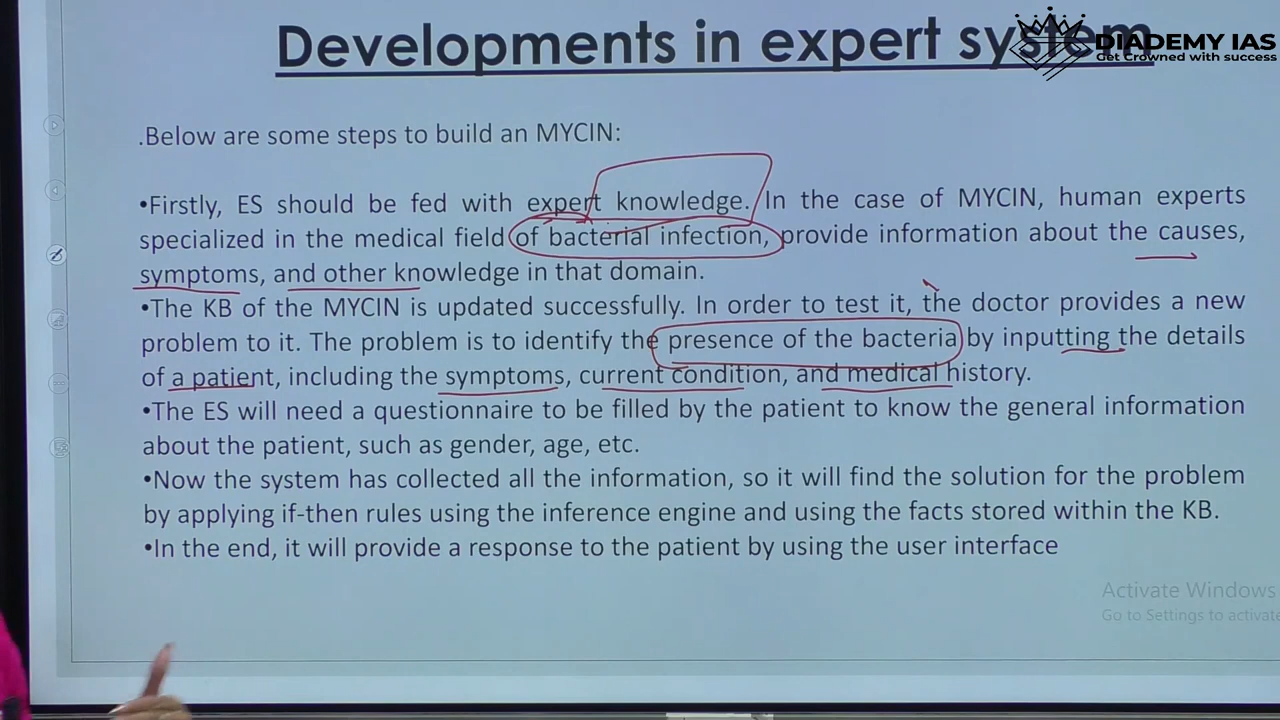 Developments in expert system
DIADEMY IAS
Get Crowned with success
.Below are some steps to build an MYCIN:
•Firstly, ES should be fed with expert knowledge. In the case of MYCIN, human experts
specialized in the medical field of bacterial infection, provide information about the causes,
symptoms, and other knowledge in that domain.
•The KB of the MYCIN is updated successfully. In order to test it, the doctor provides a new
problem to it. The problem is to identify the presence of the bacteria by inputting the details
of a patient, including the symptoms, current condition, and medical history.
•The ES will need a questionnaire to be filled by the patient to know the general information
about the patient, such as gender, age, etc.
•Now the system has collected all the information, so it will find the solution for the problem
by applying if-then rules using the inference engine and using the facts stored within the KB.
•In the end, it will provide a response to the patient by using the user interface
Activate Windows
Go to Settings to activate